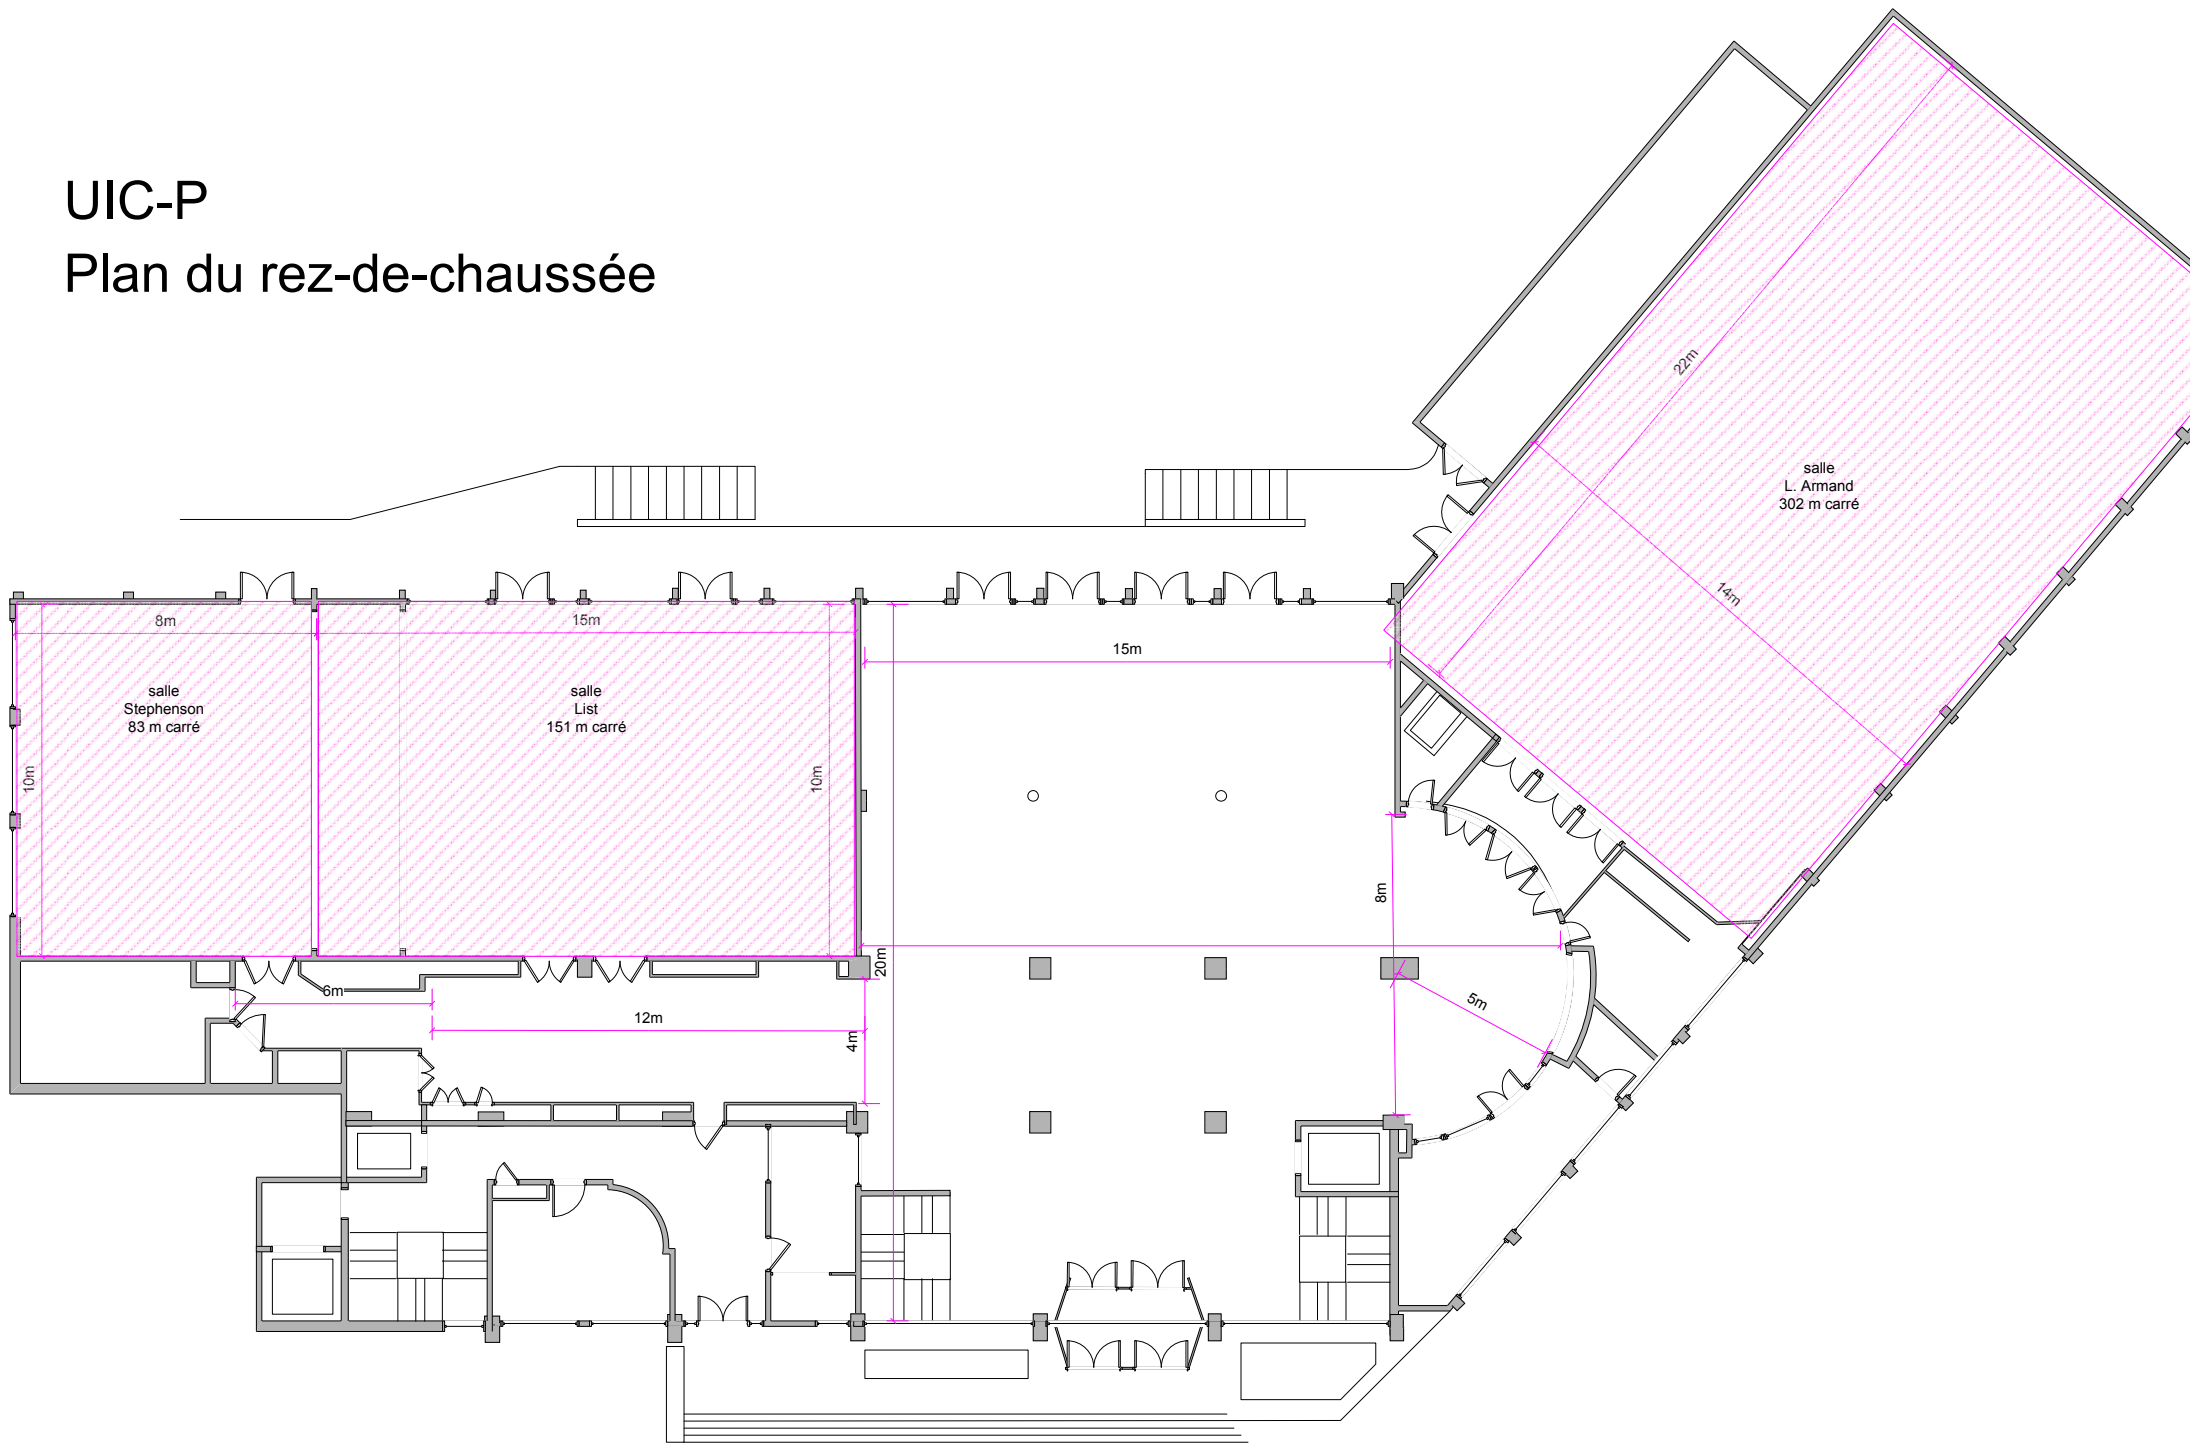 UIC-P
Plan du rez-de-chaussée
22m
salle
L. Armand
302 m carré
14m
8m
15m
15m
salle
Stephenson
83 m carré
salle
List
151 m carré
10m
10m
8m
20m
6m
12m
4m
5m